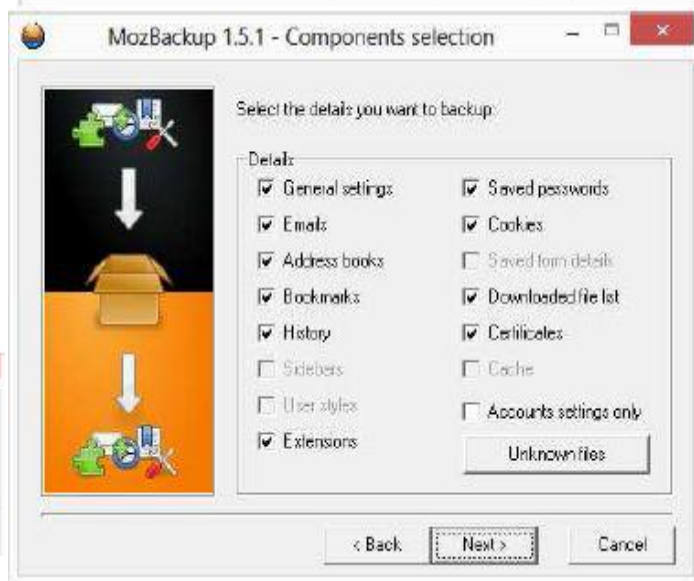 MozBackup 1.5.1 - Components selection
Select the details you want to backup:
Details
General settings
Emails
Address books
Bookmarks
History
Sidebars
User styles
Extensions
Saved passwords
Cookies
Saved form details
Downloaded file list
Certificates
Cache
Accounts settings only
Unknown files
< Back
Next >
Cancel